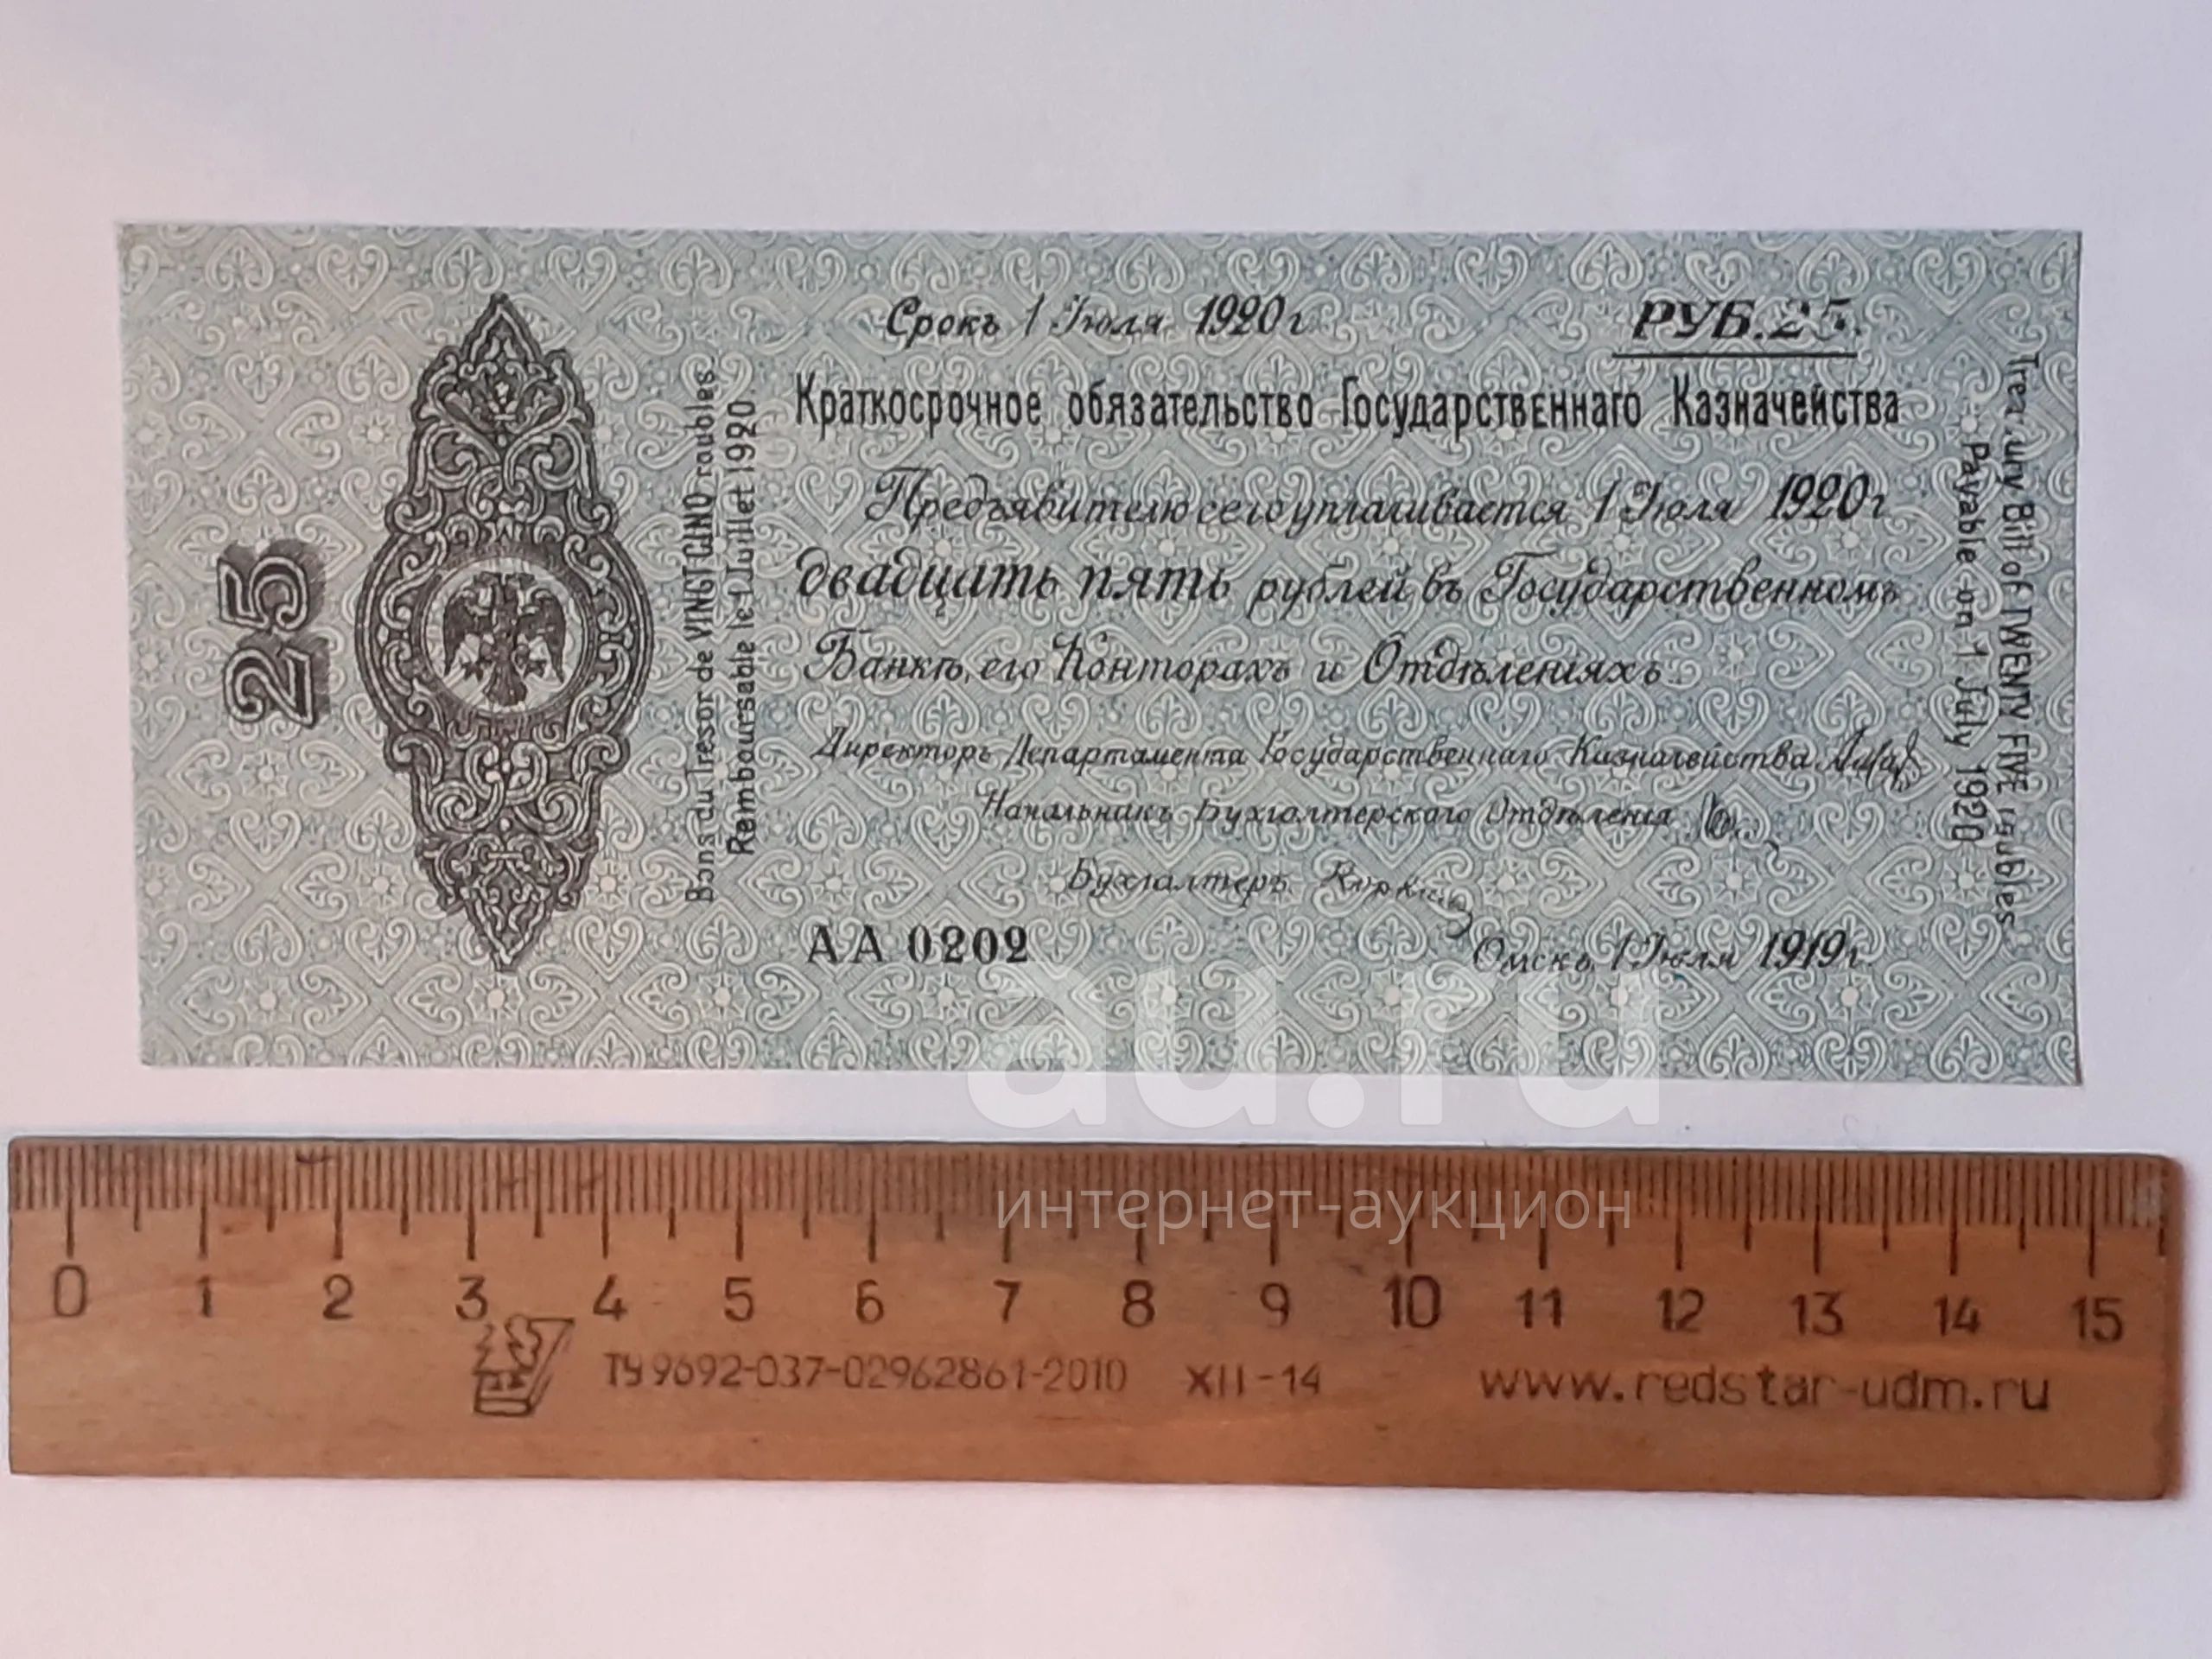 Срокъ 1 Іюля 1920 г.
РУБ. 25.
Краткосрочное обязательство Государственнаго Казначейства
Предъявителю сего уплачивается 1 Іюля 1920 г
двадцать пять рублей въ Государственномъ
Банкѣ, его Конторахъ и Отдѣленіяхъ.
Директоръ Департамента Государственнаго Казначейства
Начальникъ Бухгалтерскаго Отдѣленія
Бухгалтеръ
АА 0202
Омскъ, 1 Іюля 1919 г.
25
Bons du Tresor de VINGT CINQ roubles
Remboursable le 1 Juillet 1920
Treasury Bill of TWENTY FIVE roubles
Payable on 1 July 1920
au.ru
интернет-аукцион
0 1 2 3 4 5 6 7 8 9 10 11 12 13 14 15
ТУ 9692-037-02962861-2010 XII-14 www.redstar-udm.ru